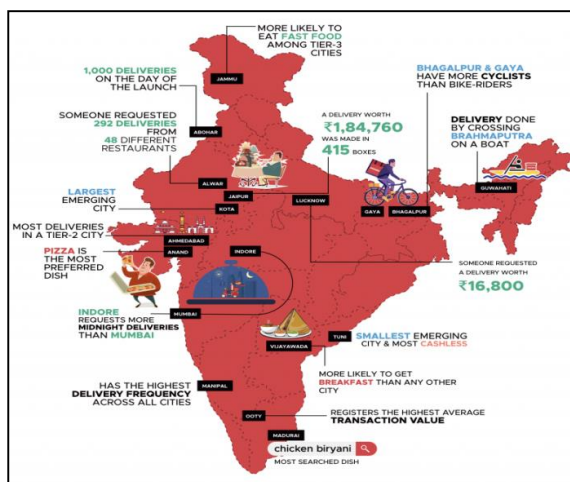 MORE LIKELY TO
EAT FAST FOOD
AMONG TIER-3
CITIES
JAMMU
1,000 DELIVERIES
ON THE DAY OF
THE LAUNCH
ABOHAR
BHAGALPUR & GAYA
HAVE MORE CYCLISTS
THAN BIKE-RIDERS
SOMEONE REQUESTED
292 DELIVERIES
FROM
48 DIFFERENT
RESTAURANTS
ALWAR
A DELIVERY WORTH
₹1,84,760
WAS MADE IN
415 BOXES
DELIVERY DONE
BY CROSSING
BRAHMAPUTRA
ON A BOAT
GUWAHATI
JAIPUR
LUCKNOW
GAYA
BHAGALPUR
LARGEST
EMERGING
CITY
KOTA
MOST DELIVERIES
IN A TIER-2 CITY
AHMEDABAD
PIZZA IS
THE MOST
PREFERRED
DISH
ANAND
INDORE
SOMEONE REQUESTED
A DELIVERY WORTH
₹16,800
INDORE
REQUESTS MORE
MIDNIGHT DELIVERIES
THAN MUMBAI
MUMBAI
TUNI
SMALLEST EMERGING
CITY & MOST CASHLESS
VIJAYAWADA
MORE LIKELY TO GET
BREAKFAST THAN ANY OTHER
CITY
HAS THE HIGHEST
DELIVERY FREQUENCY
ACROSS ALL CITIES
MANIPAL
OOTY
REGISTERS THE HIGHEST AVERAGE
TRANSACTION VALUE
MADURAI
chicken biryani
MOST SEARCHED DISH